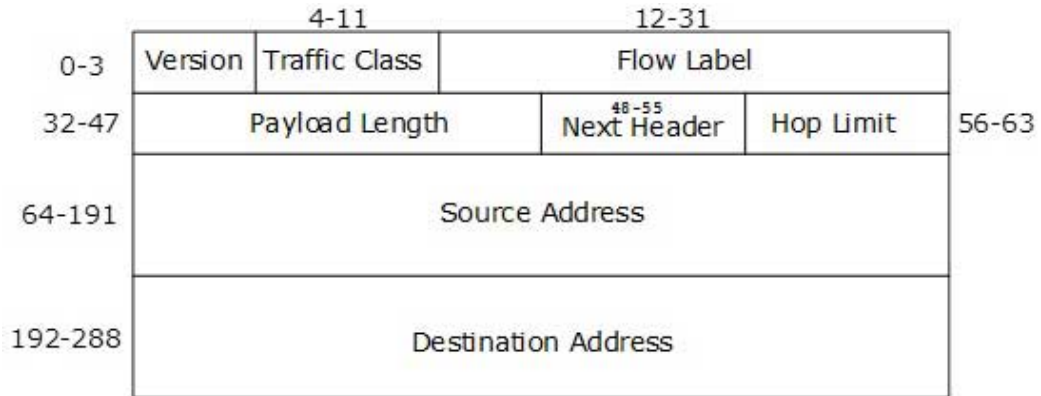 4-11 12-31
0-3 Version Traffic Class Flow Label
48-55
32-47 Payload Length Next Header Hop Limit 56-63
64-191 Source Address
192-288 Destination Address